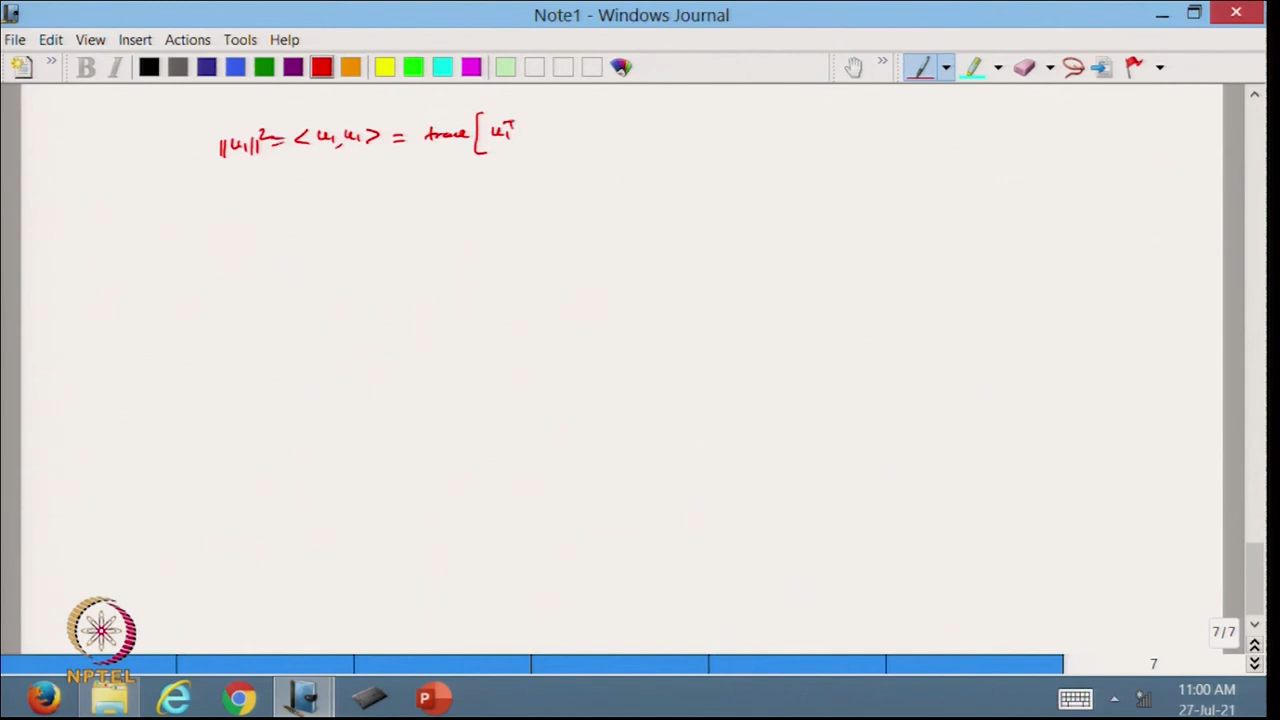 Note1 - Windows Journal
File Edit View Insert Actions Tools Help
B I
||u₁||² = <u₁, u₁> = trace [ u₁ᵀ
7/7
7
NPTEL
11:00 AM
27-Jul-21